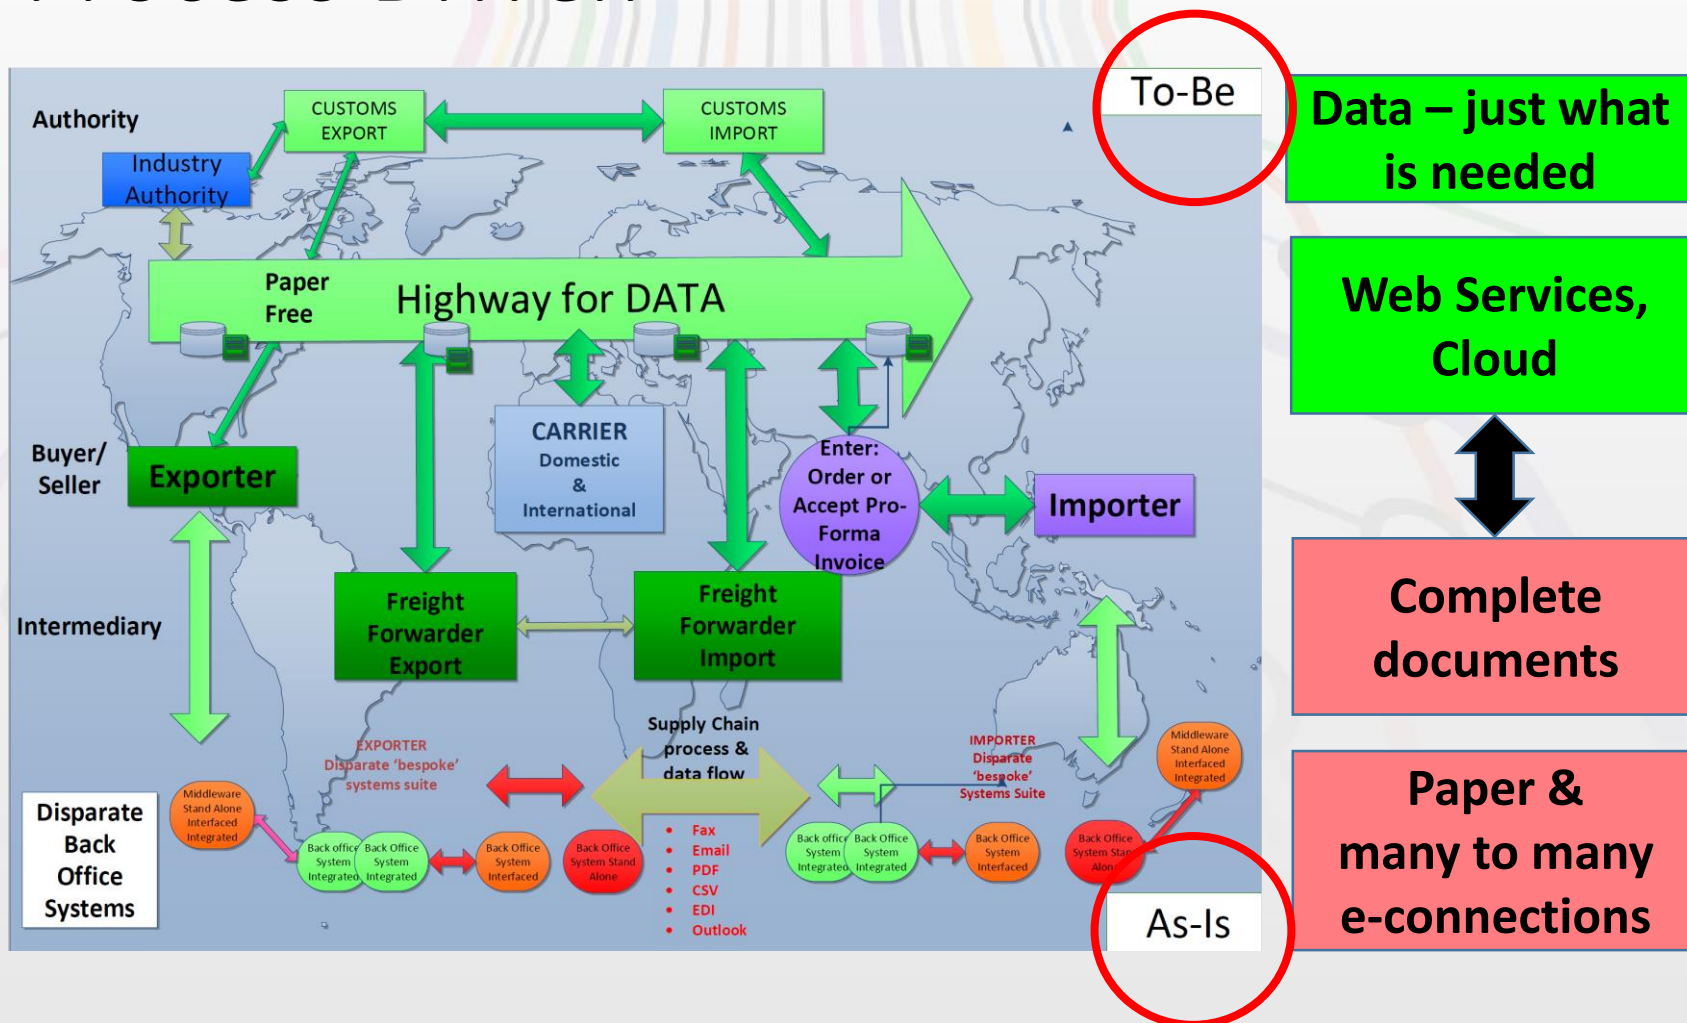 To-Be
Authority
CUSTOMS
EXPORT
CUSTOMS
IMPORT
Industry
Authority
Paper
Free
Highway for DATA
Buyer/
Seller
Exporter
CARRIER
Domestic
&
International
Enter:
Order or
Accept Pro-
Forma
Invoice
Importer
Intermediary
Freight
Forwarder
Export
Freight
Forwarder
Import
Supply Chain
process &
data flow
EXPORTER
Disparate ‘bespoke’
systems suite
IMPORTER
Disparate
‘bespoke’
Systems Suite
Middleware
Stand Alone
Interfaced
Integrated
Disparate
Back
Office
Systems
Middleware
Stand Alone
Interfaced
Integrated
Back office
System
Integrated
Back Office
System
Integrated
Back Office
System
Interfaced
Back Office
System Stand
Alone
• Fax
• Email
• PDF
• CSV
• EDI
• Outlook
Back office
System
Integrated
Back Office
System
Integrated
Back Office
System
Interfaced
Back Office
System Stand
Alone
As-Is
Data – just what
is needed
Web Services,
Cloud
Complete
documents
Paper &
many to many
e-connections